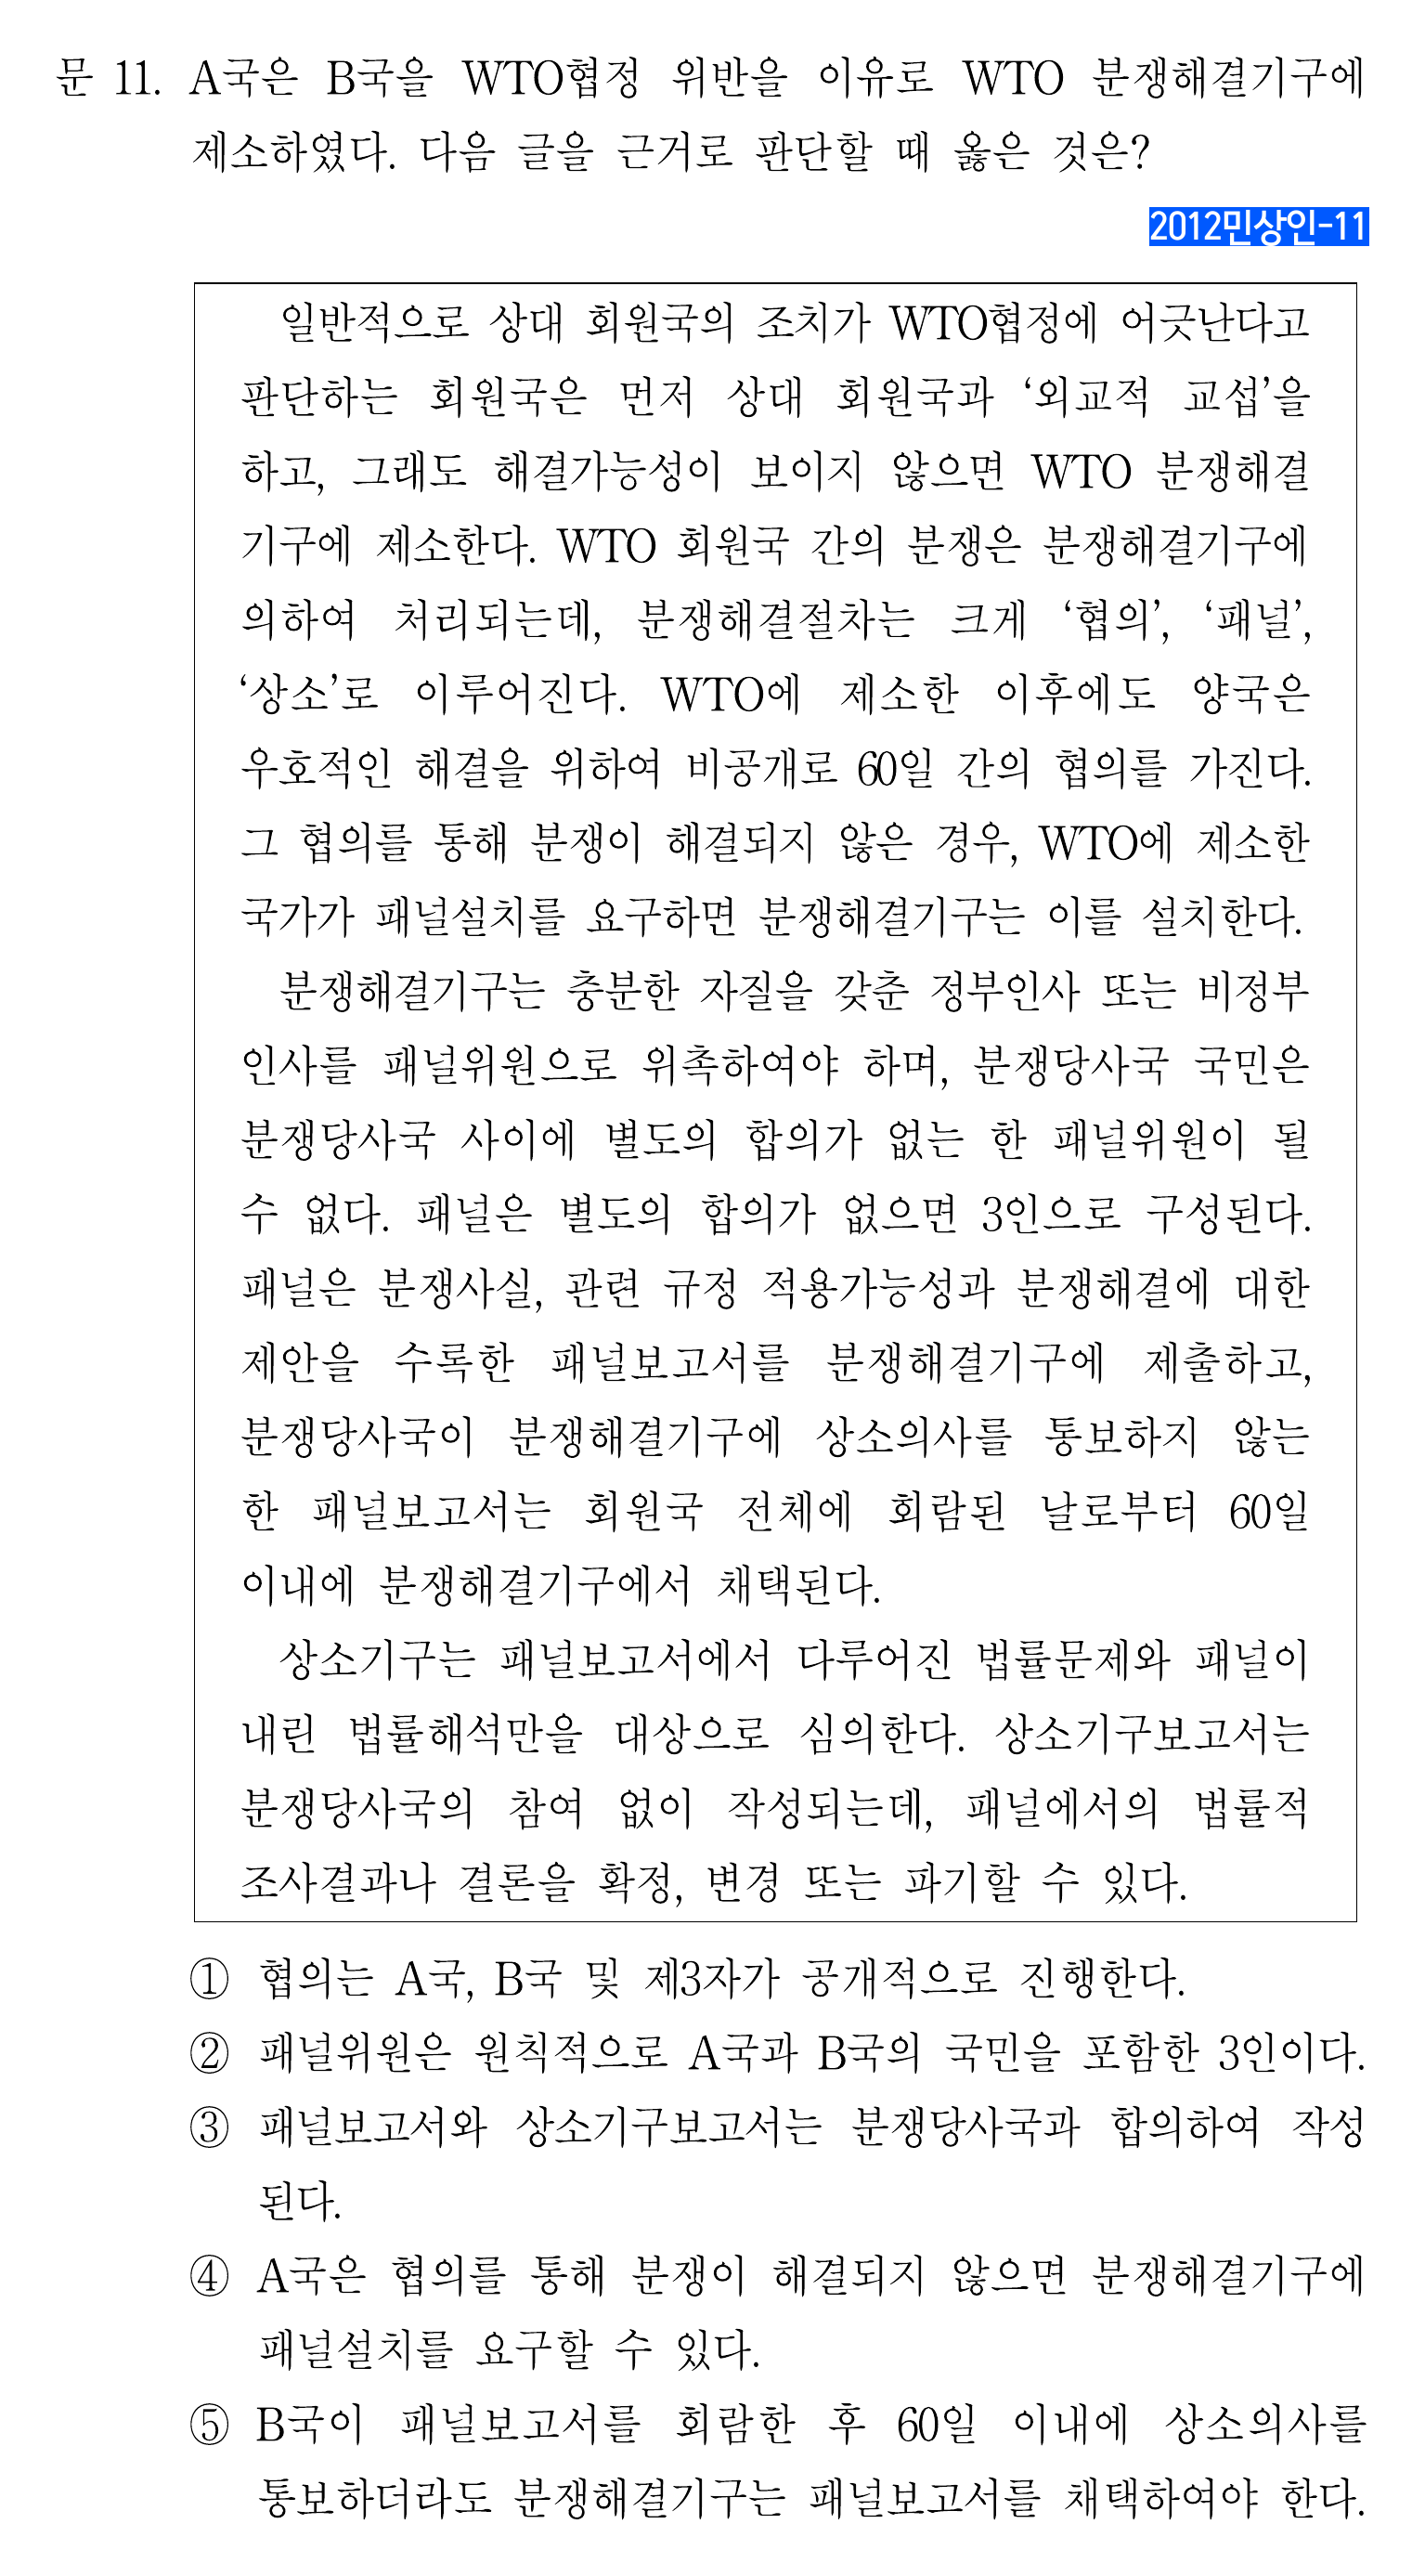 문 11. A국은 B국을 WTO협정 위반을 이유로 WTO 분쟁해결기구에
제소하였다. 다음 글을 근거로 판단할 때 옳은 것은?
2012민상인-11
일반적으로 상대 회원국의 조치가 WTO협정에 어긋난다고
판단하는 회원국은 먼저 상대 회원국과 ‘외교적 교섭’을
하고, 그래도 해결가능성이 보이지 않으면 WTO 분쟁해결
기구에 제소한다. WTO 회원국 간의 분쟁은 분쟁해결기구에
의하여 처리되는데, 분쟁해결절차는 크게 ‘협의’, ‘패널’,
‘상소’로 이루어진다. WTO에 제소한 이후에도 양국은
우호적인 해결을 위하여 비공개로 60일 간의 협의를 가진다.
그 협의를 통해 분쟁이 해결되지 않은 경우, WTO에 제소한
국가가 패널설치를 요구하면 분쟁해결기구는 이를 설치한다.
분쟁해결기구는 충분한 자질을 갖춘 정부인사 또는 비정부
인사를 패널위원으로 위촉하여야 하며, 분쟁당사국 국민은
분쟁당사국 사이에 별도의 합의가 없는 한 패널위원이 될
수 없다. 패널은 별도의 합의가 없으면 3인으로 구성된다.
패널은 분쟁사실, 관련 규정 적용가능성과 분쟁해결에 대한
제안을 수록한 패널보고서를 분쟁해결기구에 제출하고,
분쟁당사국이 분쟁해결기구에 상소의사를 통보하지 않는
한 패널보고서는 회원국 전체에 회람된 날로부터 60일
이내에 분쟁해결기구에서 채택된다.
상소기구는 패널보고서에서 다루어진 법률문제와 패널이
내린 법률해석만을 대상으로 심의한다. 상소기구보고서는
분쟁당사국의 참여 없이 작성되는데, 패널에서의 법률적
조사결과나 결론을 확정, 변경 또는 파기할 수 있다.
① 협의는 A국, B국 및 제3자가 공개적으로 진행한다.
② 패널위원은 원칙적으로 A국과 B국의 국민을 포함한 3인이다.
③ 패널보고서와 상소기구보고서는 분쟁당사국과 합의하여 작성
된다.
④ A국은 협의를 통해 분쟁이 해결되지 않으면 분쟁해결기구에
패널설치를 요구할 수 있다.
⑤ B국이 패널보고서를 회람한 후 60일 이내에 상소의사를
통보하더라도 분쟁해결기구는 패널보고서를 채택하여야 한다.